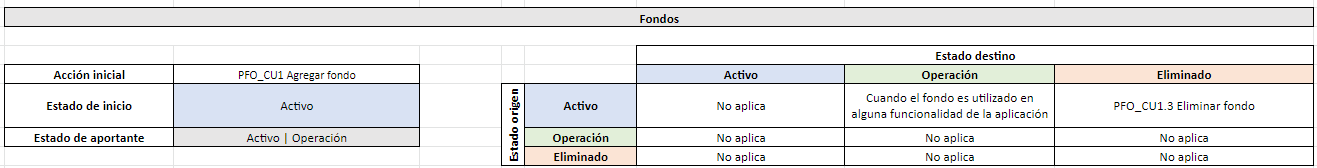 Fondos
Estado destino
Acción inicial PFO_CU1 Agregar fondo Activo Operación Eliminado
Estado de inicio Activo Estado origen Activo No aplica Cuando el fondo es utilizado en
alguna funcionalidad de la aplicación PFO_CU1.3 Eliminar fondo
Estado de aportante Activo | Operación Operación No aplica No aplica No aplica
Eliminado No aplica No aplica No aplica